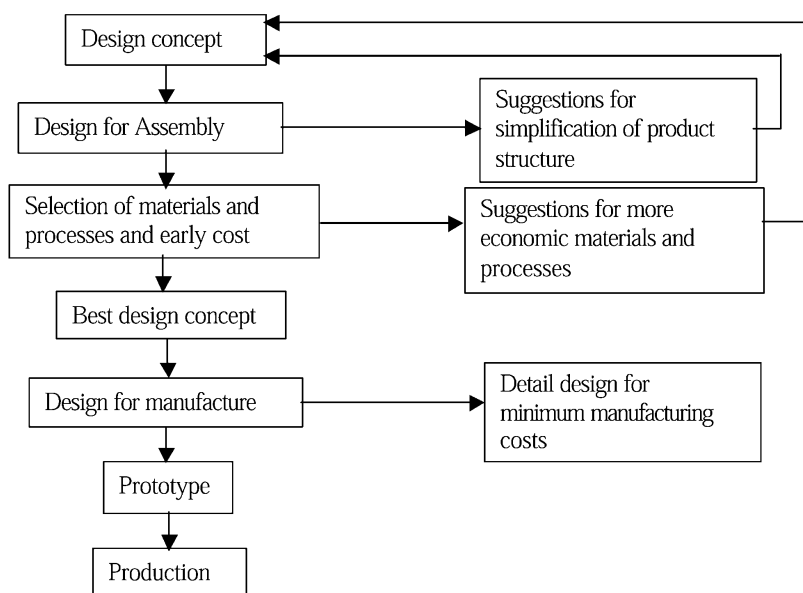 Design concept
Design for Assembly
Suggestions for
simplification of product
structure
Selection of materials and
processes and early cost
Suggestions for more
economic materials and
processes
Best design concept
Design for manufacture
Detail design for
minimum manufacturing
costs
Prototype
Production